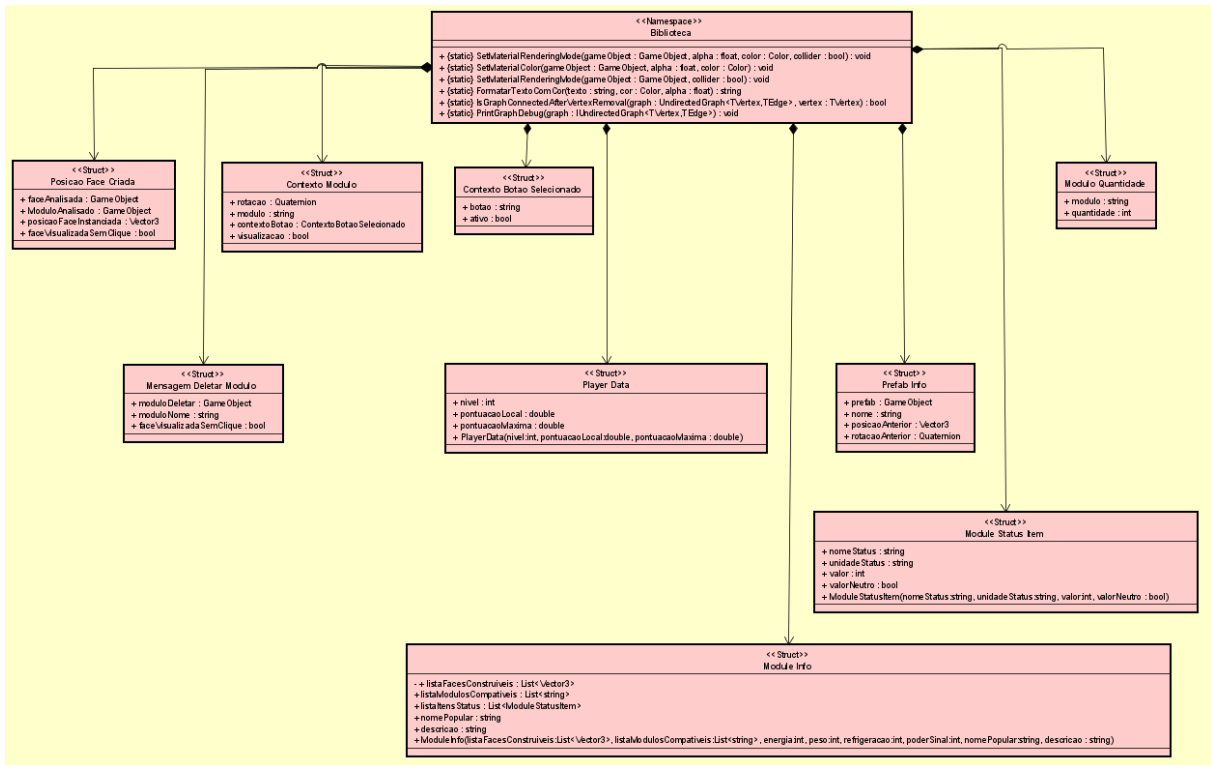 <<Namespace>>
Biblioteca
+ {static} SetMaterialRenderingMode(gameObject : GameObject, alpha : float, color : Color, collider : bool) : void
+ {static} SetMaterialColor(gameObject : GameObject, alpha : float, color : Color) : void
+ {static} SetMaterialRenderingMode(gameObject : GameObject, collider : bool) : void
+ {static} FormatarTextoComCor(texto : string, cor : Color, alpha : float) : string
+ {static} IsGraphConnectedAfterVertexRemoval(graph : UndirectedGraph<TVertex,TEdge>, vertex : TVertex) : bool
+ {static} PrintGraphDebug(graph : IUndirectedGraph<TVertex,TEdge>) : void
<<Struct>>
Posicao Face Criada
+ faceAnalisada : GameObject
+ ModuloAnalisado : GameObject
+ posicaoFaceInstanciada : Vector3
+ faceVisualizadaSemClique : bool
<<Struct>>
Contexto Modulo
+ rotacao : Quaternion
+ modulo : string
+ contextoBotao : ContextoBotaoSelecionado
+ visualizacao : bool
<<Struct>>
Contexto Botao Selecionado
+ botao : string
+ ativo : bool
<<Struct>>
Modulo Quantidade
+ modulo : string
+ quantidade : int
<<Struct>>
Mensagem Deletar Modulo
+ moduloDeletar : GameObject
+ moduloNome : string
+ faceVisualizadaSemClique : bool
<<Struct>>
Player Data
+ nivel : int
+ pontuacaoLocal : double
+ pontuacaoMaxima : double
+ PlayerData(nivel:int, pontuacaoLocal:double, pontuacaoMaxima : double)
<<Struct>>
Prefab Info
+ prefab : GameObject
+ nome : string
+ posicaoAnterior : Vector3
+ rotacaoAnterior : Quaternion
<<Struct>>
Module Status Item
+ nomeStatus : string
+ unidadeStatus : string
+ valor : int
+ valorNeutro : bool
+ ModuleStatusItem(nomeStatus:string, unidadeStatus:string, valor:int, valorNeutro : bool)
<<Struct>>
Module Info
- + listaFacesConstruiveis : List<Vector3>
+ listaModulosCompativeis : List<string>
+ listaItensStatus : List<ModuleStatusItem>
+ nomePopular : string
+ descricao : string
+ ModuleInfo(listaFacesConstruiveis:List<Vector3>, listaModulosCompativeis:List<string>, energia:int, peso:int, refrigeracao:int, poderSinal:int, nomePopular:string, descricao : string)